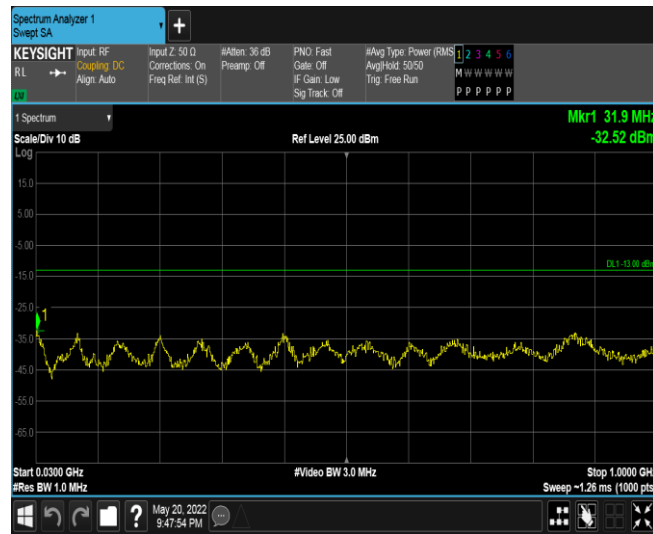 Spectrum Analyzer 1
Swept SA
KEYSIGHT
RL
LXI
Input: RF
Coupling: DC
Align: Auto
Input Z: 50 Ω
Corrections: On
Freq Ref: Int (S)
#Atten: 36 dB
Preamp: Off
PNO: Fast
Gate: Off
IF Gain: Low
Sig Track: Off
#Avg Type: Power (RMS
Avg|Hold: 50/50
Trig: Free Run
1 2 3 4 5 6
M W W W W W
P P P P P P
1 Spectrum
Scale/Div 10 dB
Ref Level 25.00 dBm
Mkr1 31.9 MHz
-32.52 dBm
Log
15.0
5.00
-5.00
DL1 -13.00 dBm
-15.0
-25.0
1
-35.0
-45.0
-55.0
-65.0
Start 0.0300 GHz
#Video BW 3.0 MHz
Stop 1.0000 GH
#Res BW 1.0 MHz
Sweep ~1.26 ms (1000 pts
?
May 20, 2022
9:47:54 PM